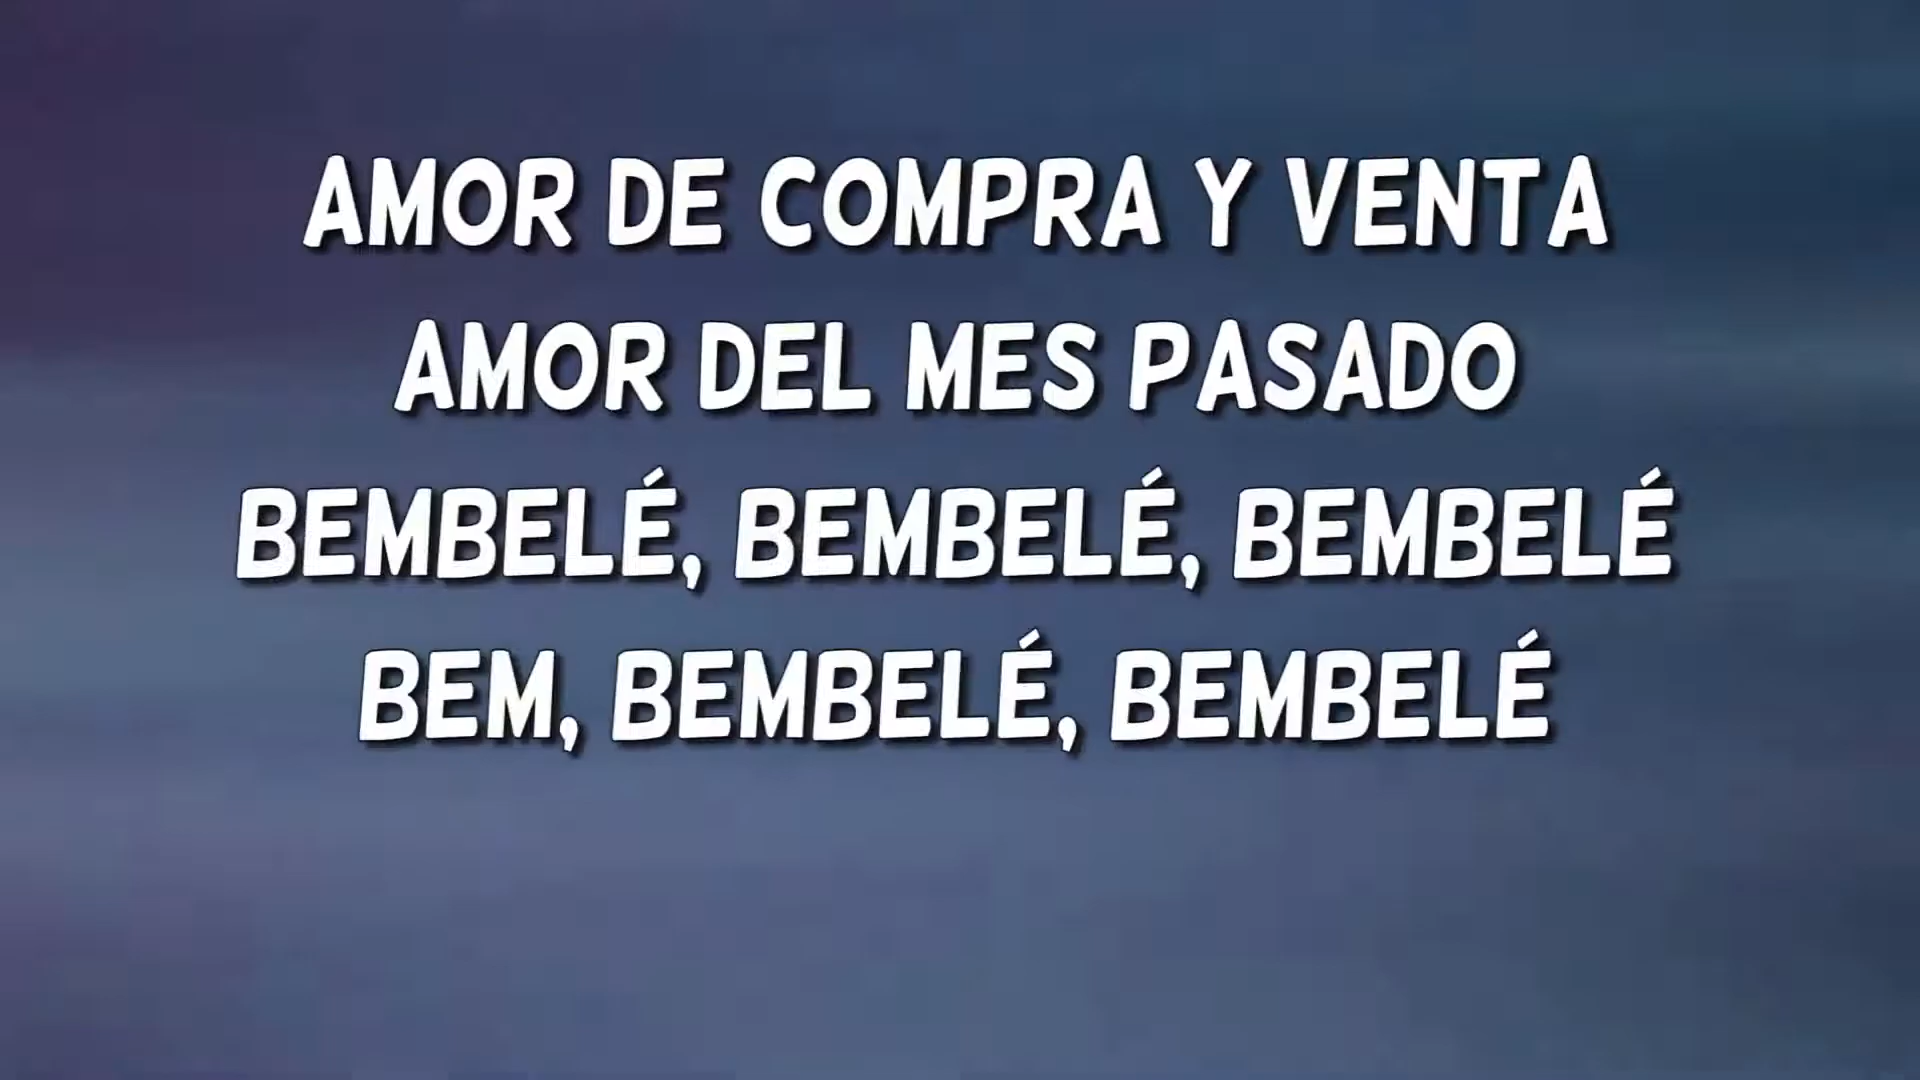 AMOR DE COMPRA Y VENTA
AMOR DEL MES PASADO
BEMBELÉ, BEMBELÉ, BEMBELÉ
BEM, BEMBELÉ, BEMBELÉ